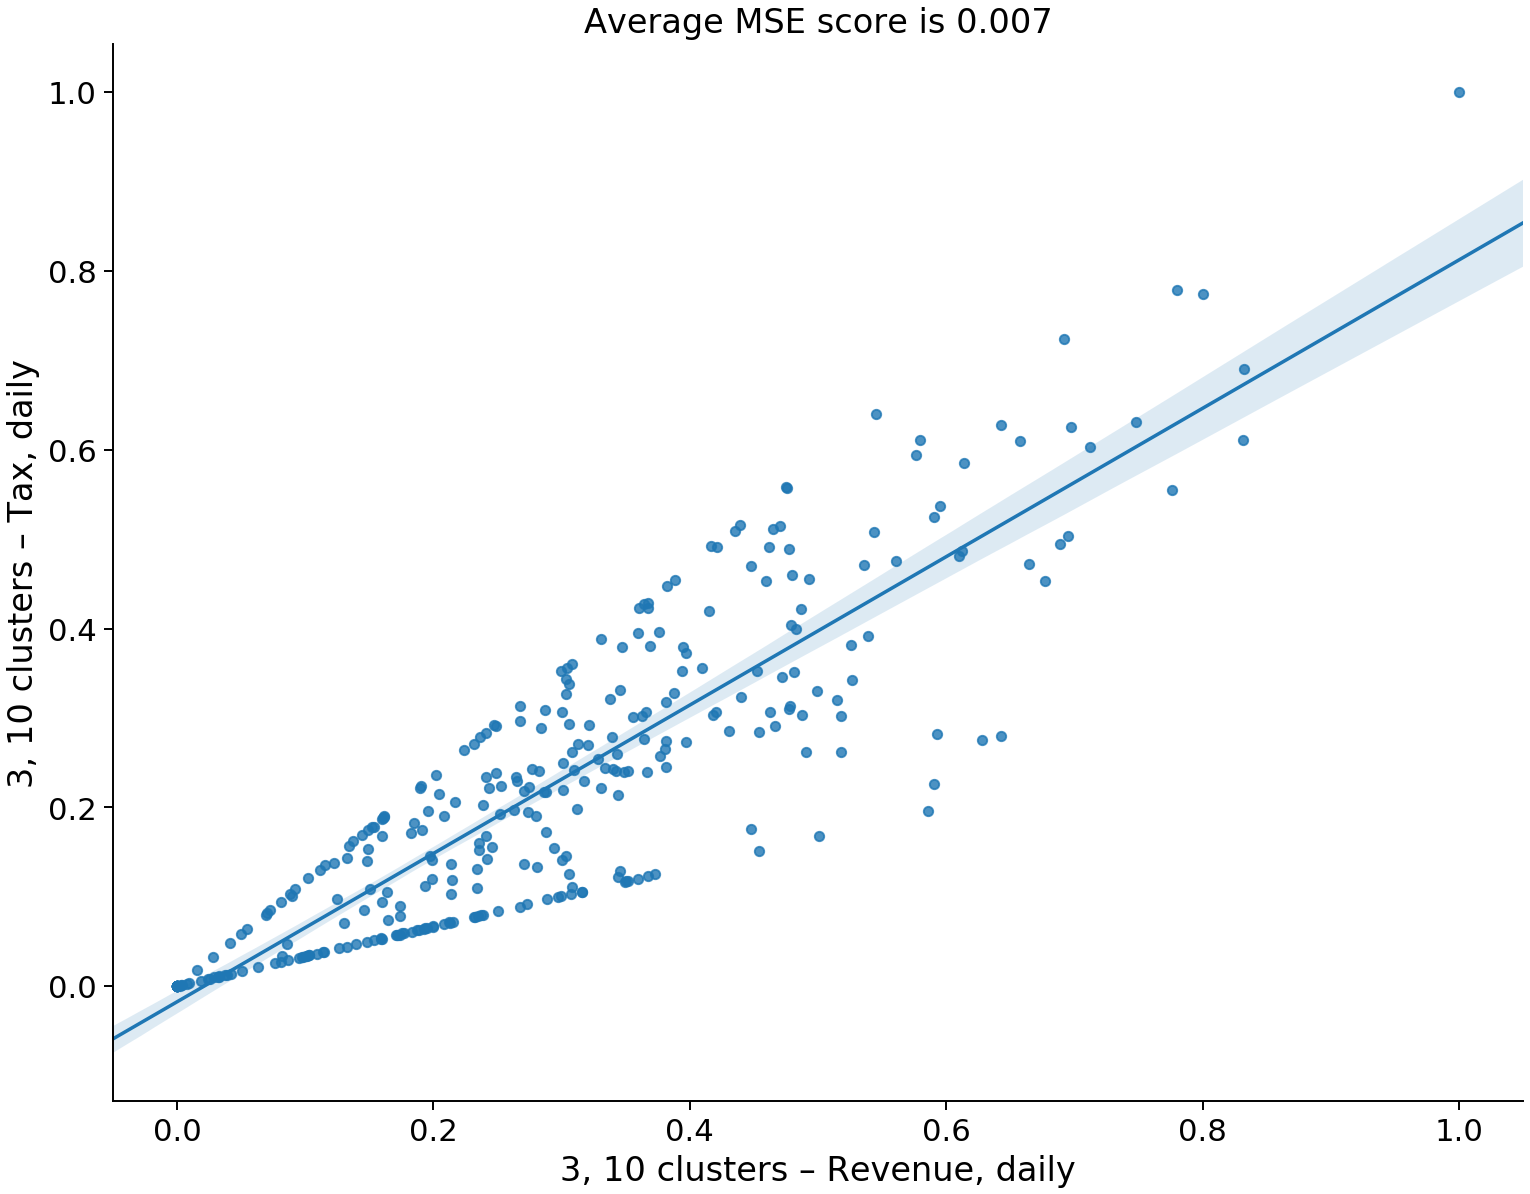 Average MSE score is 0.007
3, 10 clusters – Tax, daily
1.0
0.8
0.6
0.4
0.2
0.0
0.0 0.2 0.4 0.6 0.8 1.0
3, 10 clusters – Revenue, daily